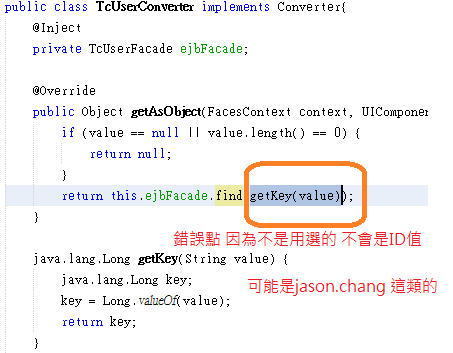 public class TcUserConverter implements Converter{
@Inject
private TcUserFacade ejbFacade;
@Override
public Object getAsObject(FacesContext context, UICompone
if (value == null || value.length() == 0) {
return null;
}
return this.ejbFacade.find(getKey(value));
}
錯誤點 因為不是用選的 不會是ID值
java.lang.Long getKey(String value) {
可能是jason.chang 這類的
java.lang.Long key;
key = Long.valueOf(value);
return key;
}